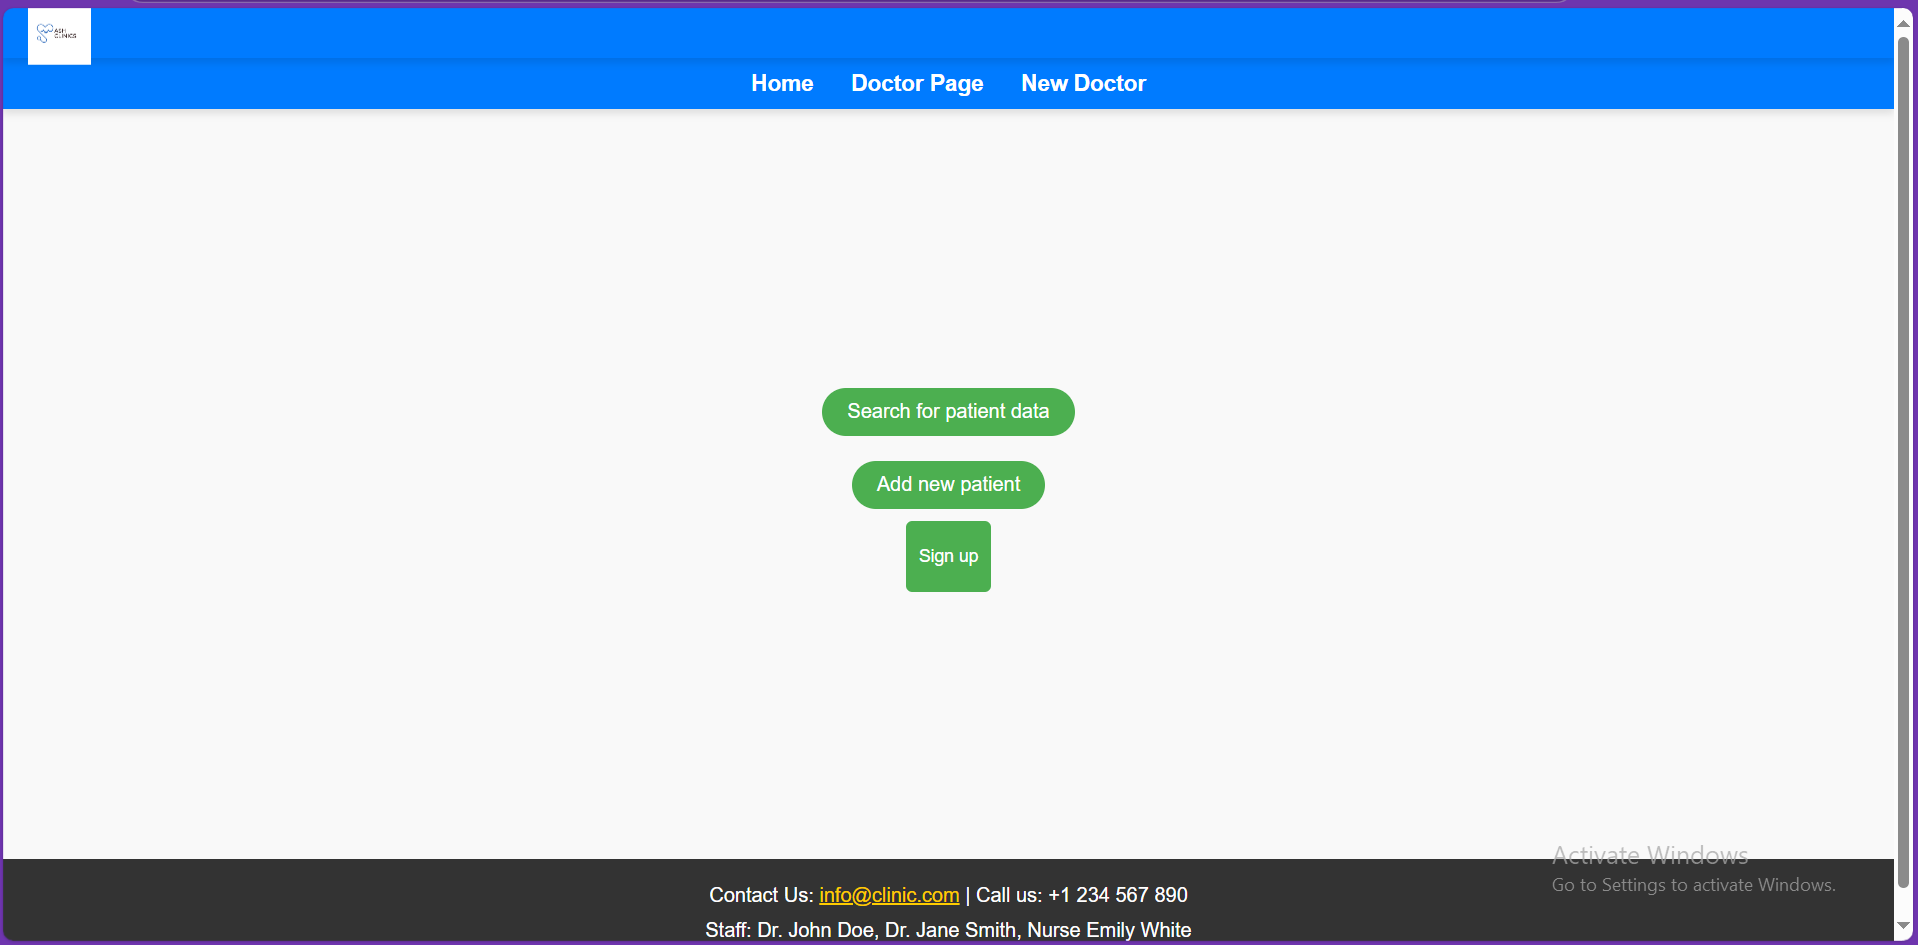 ASH
CLINICS
Home Doctor Page New Doctor
Search for patient data
Add new patient
Sign up
Activate Windows
Go to Settings to activate Windows.
Contact Us: info@clinic.com | Call us: +1 234 567 890
Staff: Dr. John Doe, Dr. Jane Smith, Nurse Emily White